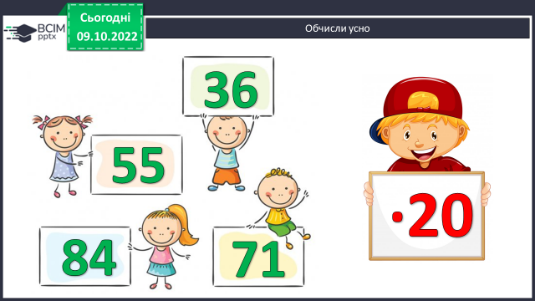 ВСІМ
pptx
Сьогодні
09.10.2022
Обчисли усно
36
55
84
71
·20